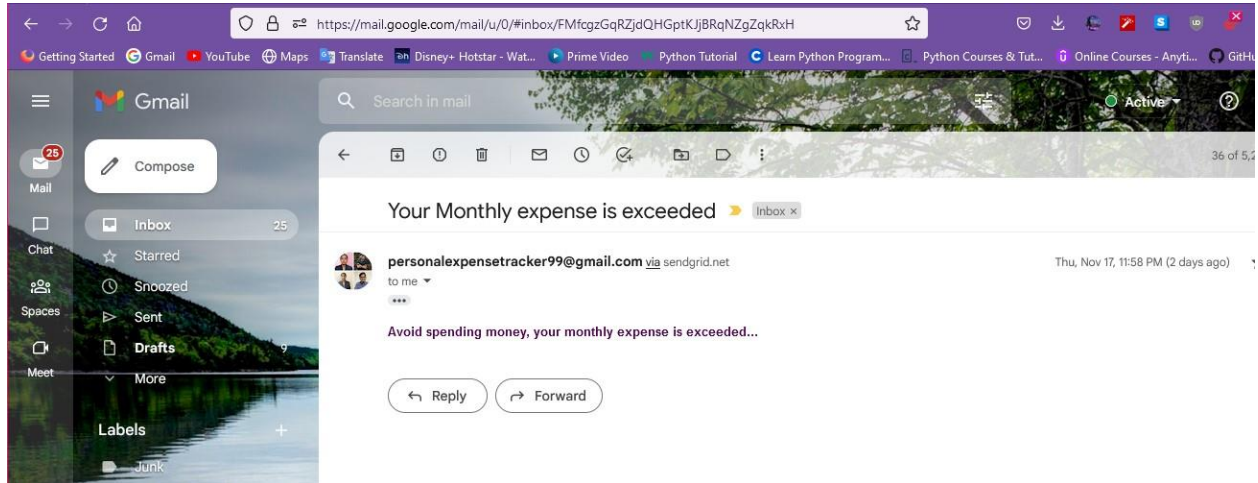 https://mail.google.com/mail/u/0/#inbox/FMfcgzGqRZjdQHGptKJjBRqNZgZqkRxH
Getting Started Gmail YouTube Maps Translate Disney+ Hotstar - Wat... Prime Video Python Tutorial Learn Python Program... Python Courses & Tut... Online Courses - Anyti... GitHu
Gmail
Search in mail
Active
25
Mail
Chat
Spaces
Meet
Compose
Inbox 25
Starred
Snoozed
Sent
Drafts 9
More
Labels +
Junk
36 of 5,2
Your Monthly expense is exceeded Inbox ×
personalexpensetracker99@gmail.com via sendgrid.net Thu, Nov 17, 11:58 PM (2 days ago)
to me
Avoid spending money, your monthly expense is exceeded...
Reply Forward